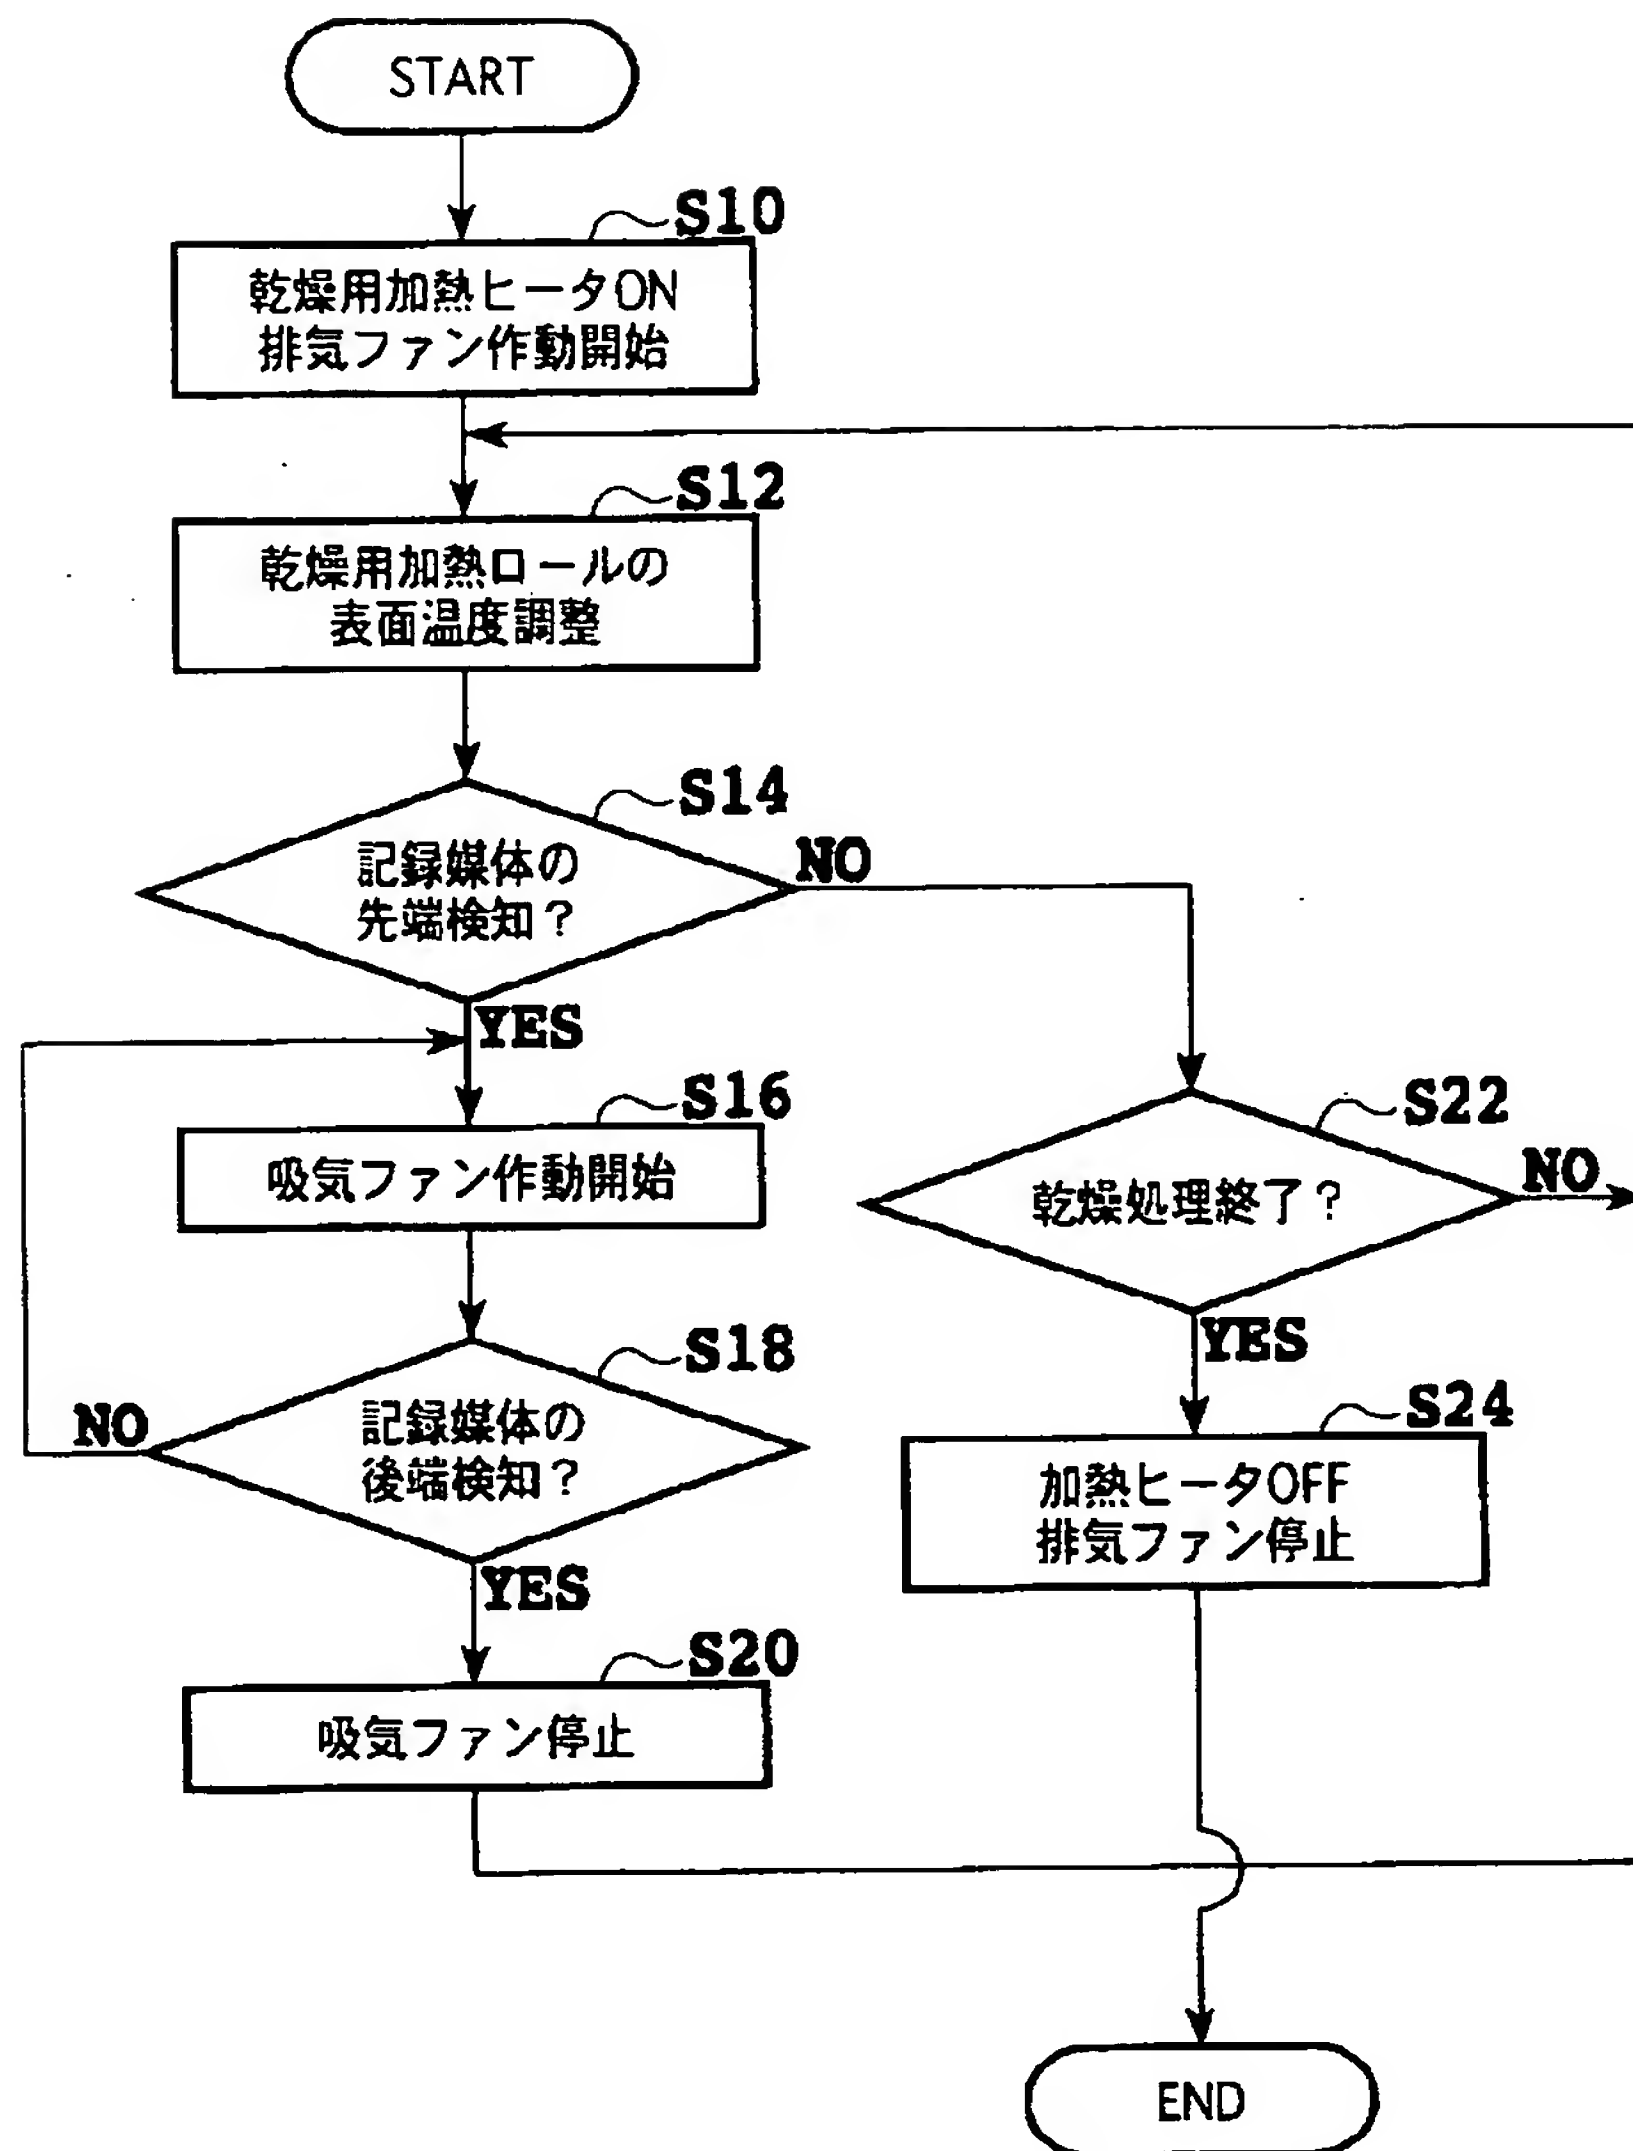 START
S10
乾燥用加熱ヒータON
排気ファン作動開始
S12
乾燥用加熱ロールの
表面温度調整
S14
記録媒体の
先端検知?
NO
YES
S16
吸気ファン作動開始
S18
記録媒体の
後端検知?
NO
YES
S20
吸気ファン停止
S22
乾燥処理終了?
NO
YES
S24
加熱ヒータOFF
排気ファン停止
END